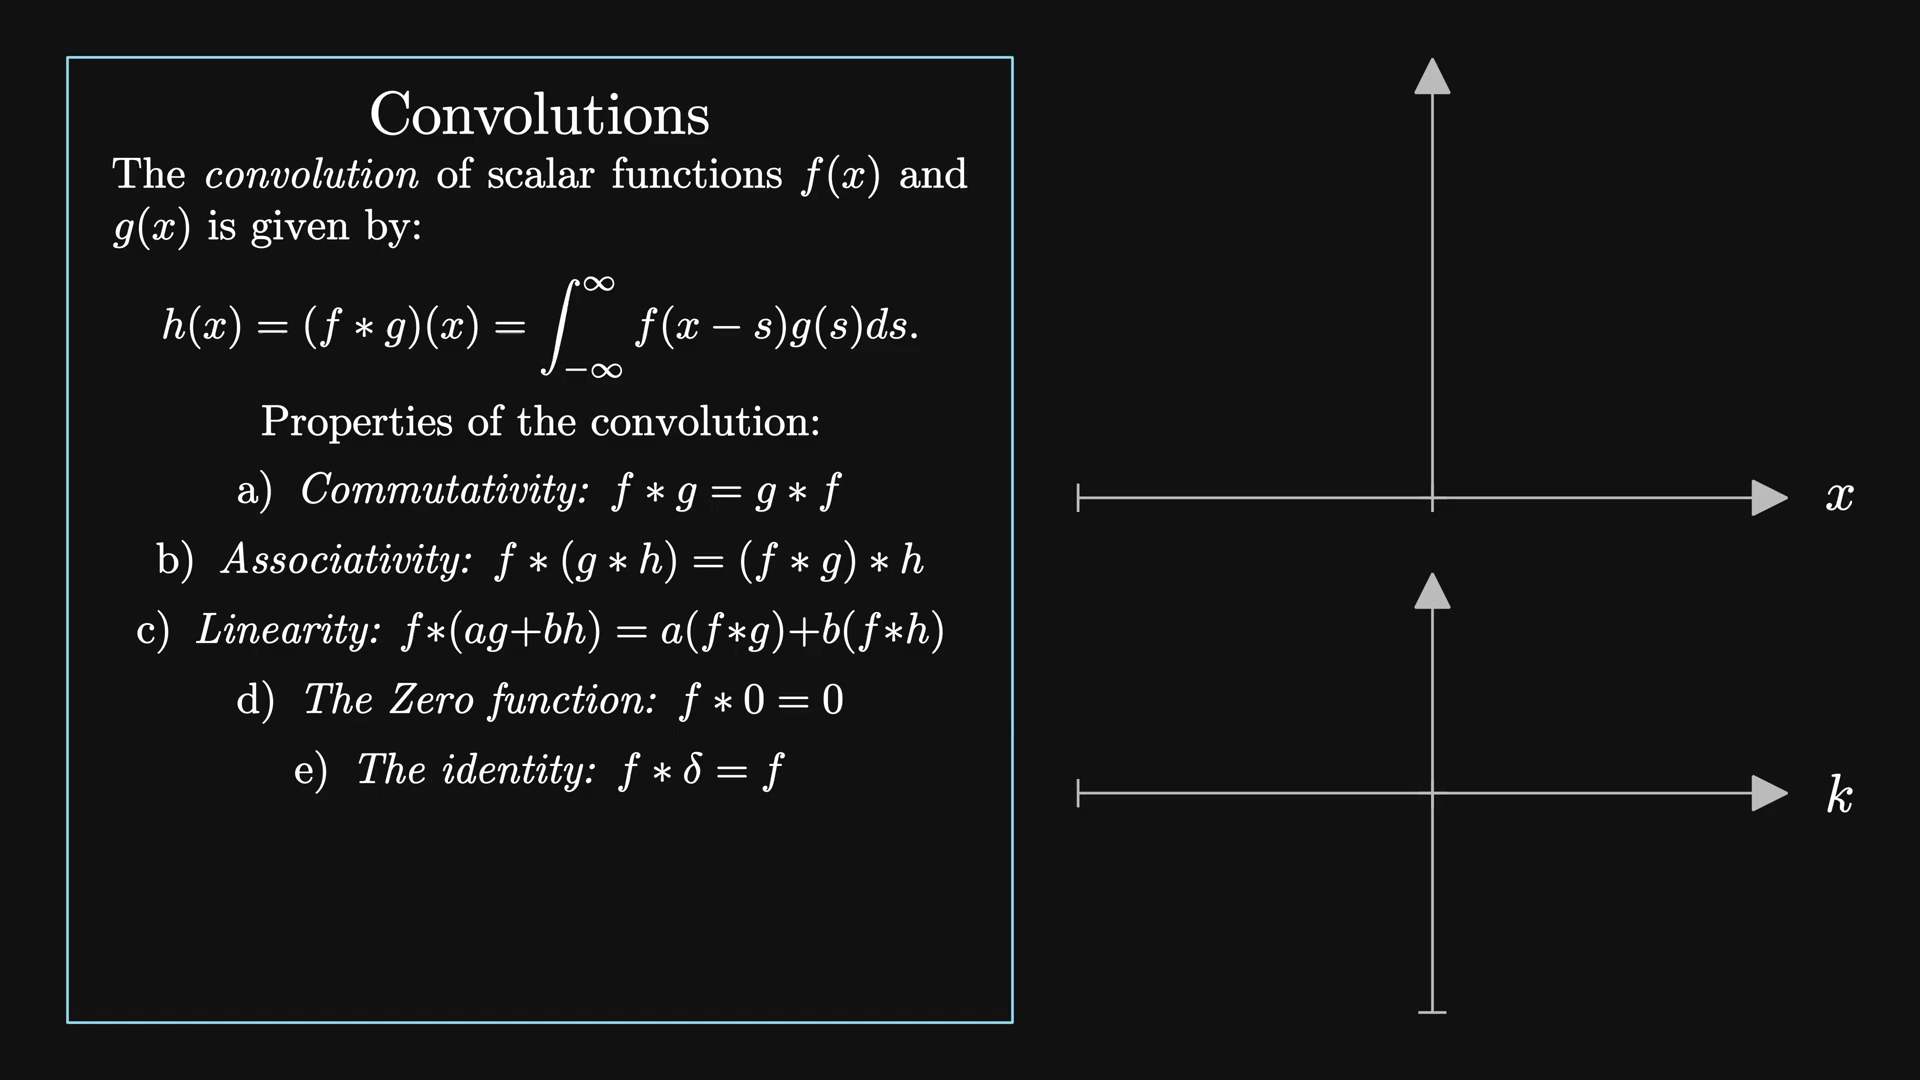 Convolutions
The convolution of scalar functions f(x) and
g(x) is given by:
h(x) = (f ∗ g)(x) = ∫_{−∞}^{∞} f(x − s)g(s)ds.
Properties of the convolution:
a) Commutativity: f ∗ g = g ∗ f
b) Associativity: f ∗ (g ∗ h) = (f ∗ g) ∗ h
c) Linearity: f∗(ag+bh) = a(f∗g)+b(f∗h)
d) The Zero function: f ∗ 0 = 0
e) The identity: f ∗ δ = f
x
k